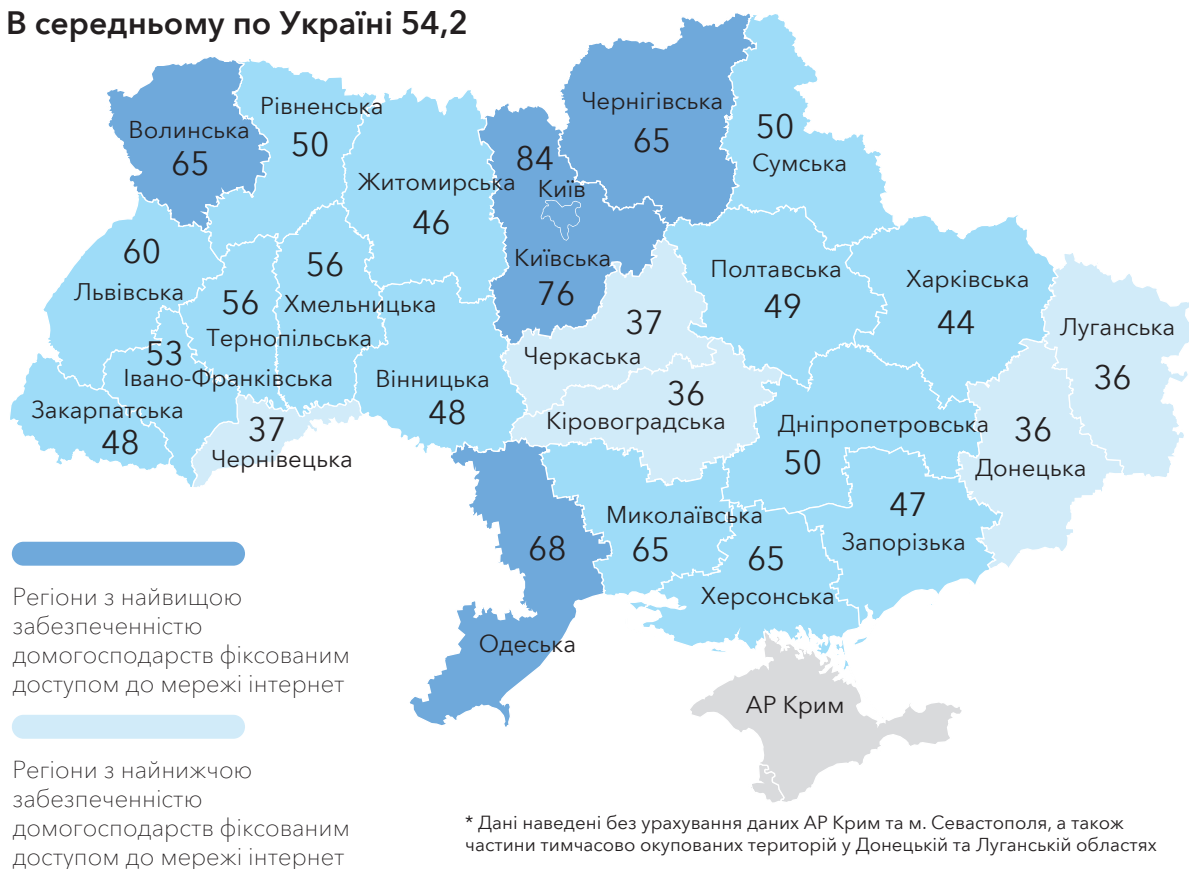 В середньому по Україні 54,2
Волинська
65
Рівненська
50
Житомирська
46
84
Київ
Київська
76
Чернігівська
65
50
Сумська
60
Львівська
56
Тернопільська
56
Хмельницька
53
Івано-Франківська
Закарпатська
48
37
Чернівецька
Вінницька
48
37
Черкаська
36
Кіровоградська
Полтавська
49
Харківська
44
Луганська
36
36
Донецька
Дніпропетровська
50
47
Запорізька
Миколаївська
65
65
Херсонська
68
Одеська
АР Крим
Регіони з найвищою
забезпеченністю
домогосподарств фіксованим
доступом до мережі інтернет
Регіони з найнижчою
забезпеченністю
домогосподарств фіксованим
доступом до мережі інтернет
* Дані наведені без урахування даних АР Крим та м. Севастополя, а також
частини тимчасово окупованих територій у Донецькій та Луганській областях